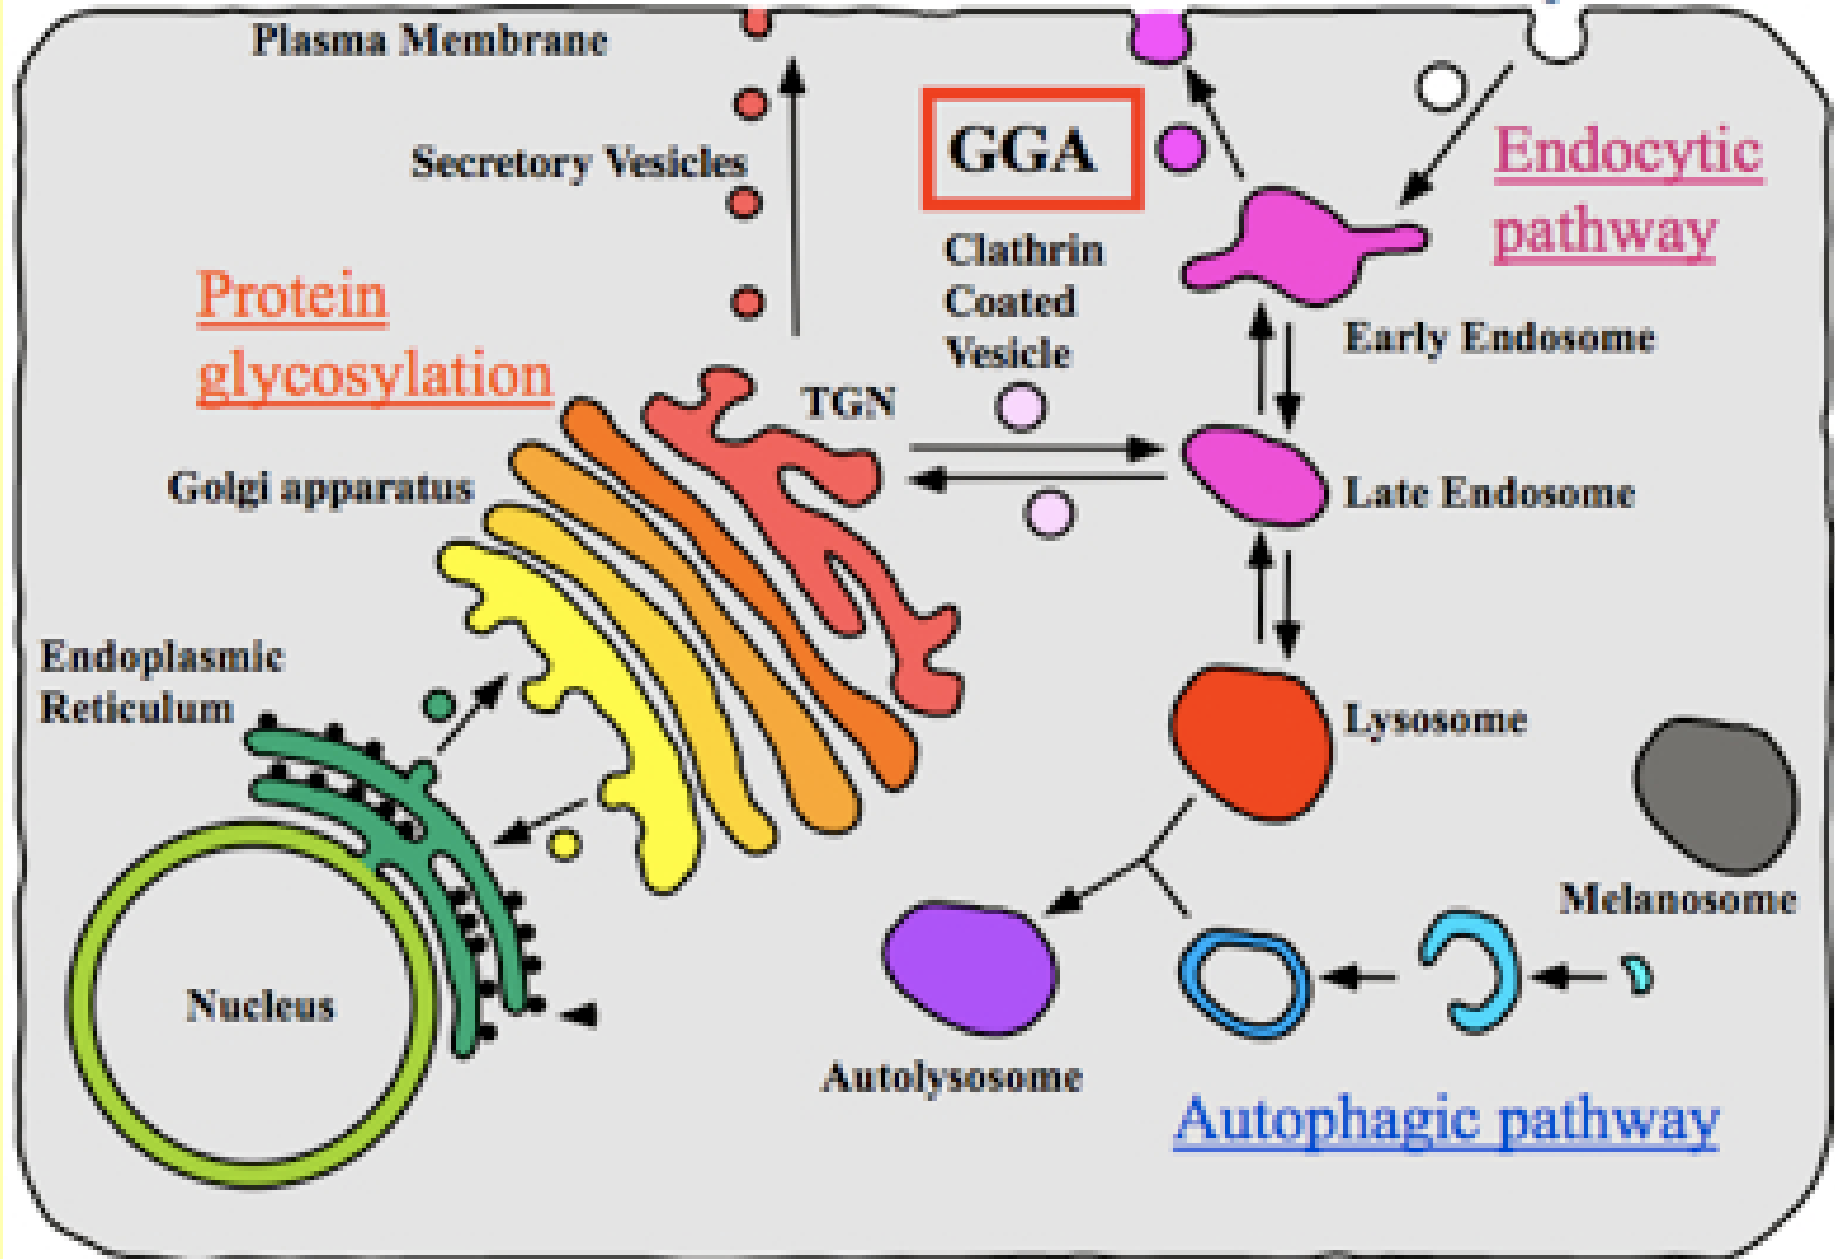 Plasma Membrane
Secretory Vesicles
GGA
Endocytic
pathway
Clathrin
Coated
Vesicle
Protein
glycosylation
Early Endosome
TGN
Golgi apparatus
Late Endosome
Endoplasmic
Reticulum
Lysosome
Melanosome
Nucleus
Autolysosome
Autophagic pathway